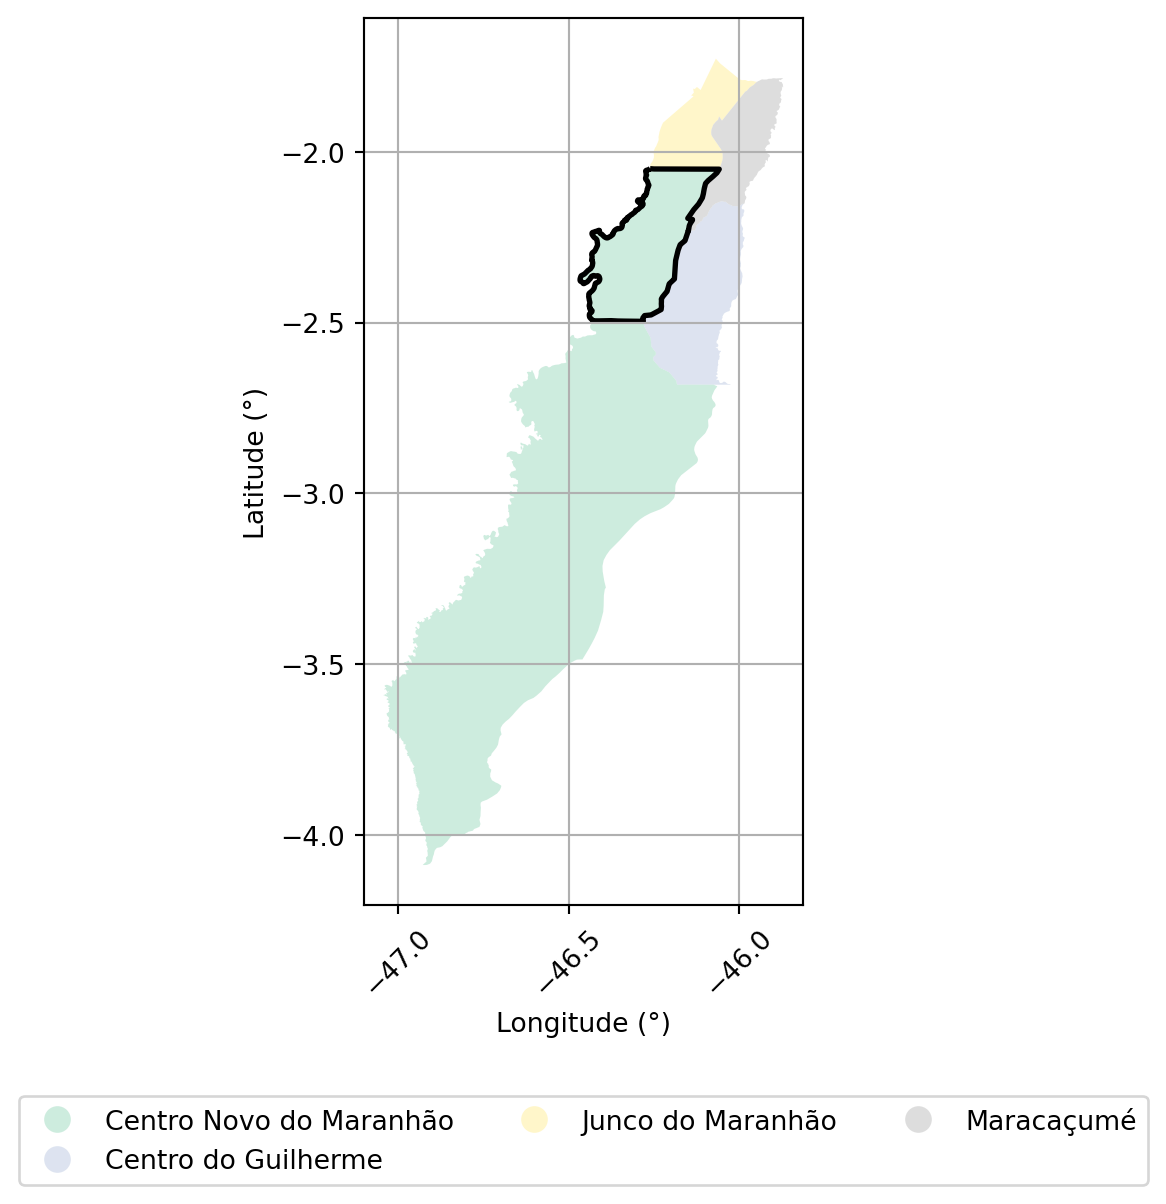 −2.0
−2.5
−3.0
−3.5
−4.0
Latitude (°)
−47.0
−46.5
−46.0
Longitude (°)
Centro Novo do Maranhão
Junco do Maranhão
Maracaçumé
Centro do Guilherme